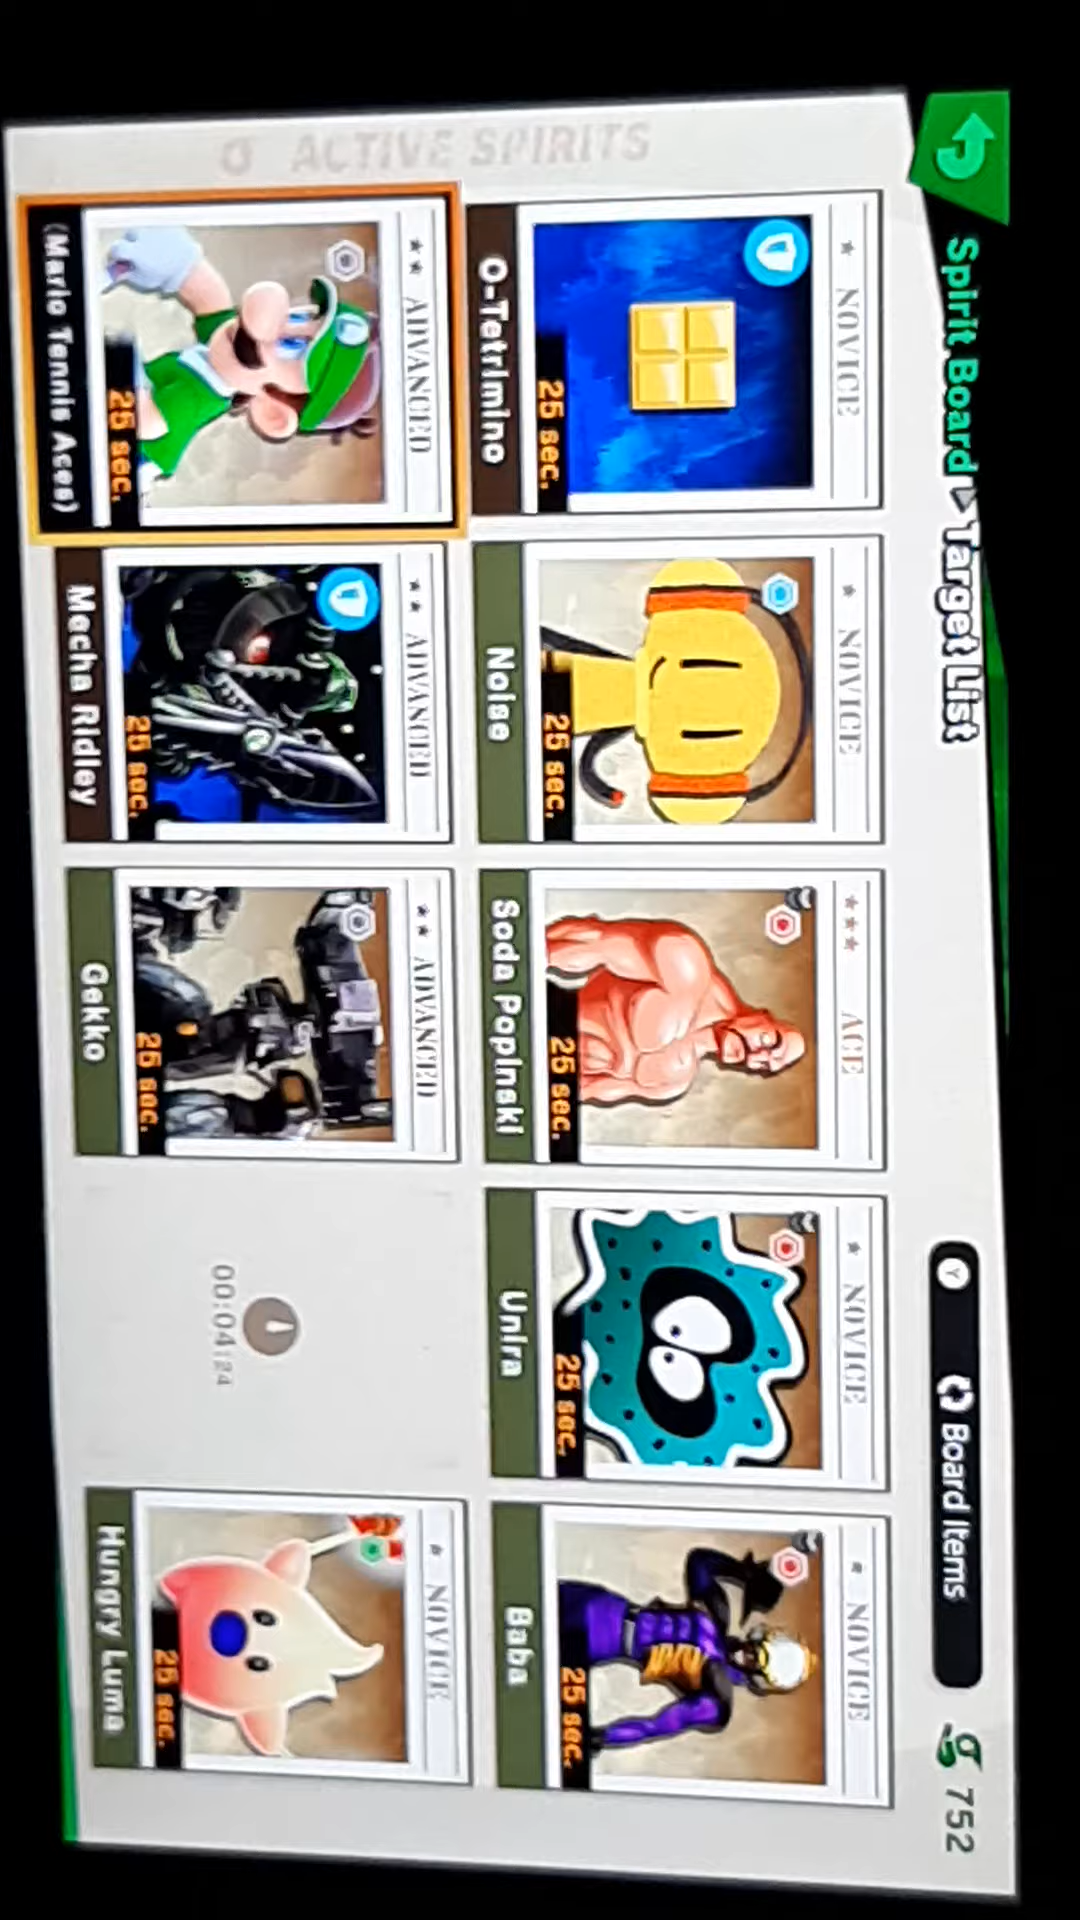 Spirit Board ▶ Target List
Y Board Items
752
ACTIVE SPIRITS
★ NOVICE
25 sec.
O-Tetrimino
★ NOVICE
25 sec.
Noise
★★★ ACE
25 sec.
Soda Popinski
★ NOVICE
25 sec.
Unira
★ NOVICE
25 sec.
Baba
★★ ADVANCED
25 sec.
(Mario Tennis Aces)
★★ ADVANCED
25 sec.
Mecha Ridley
★★ ADVANCED
25 sec.
Gekko
00:04:24
★ NOVICE
25 sec.
Hungry Luma